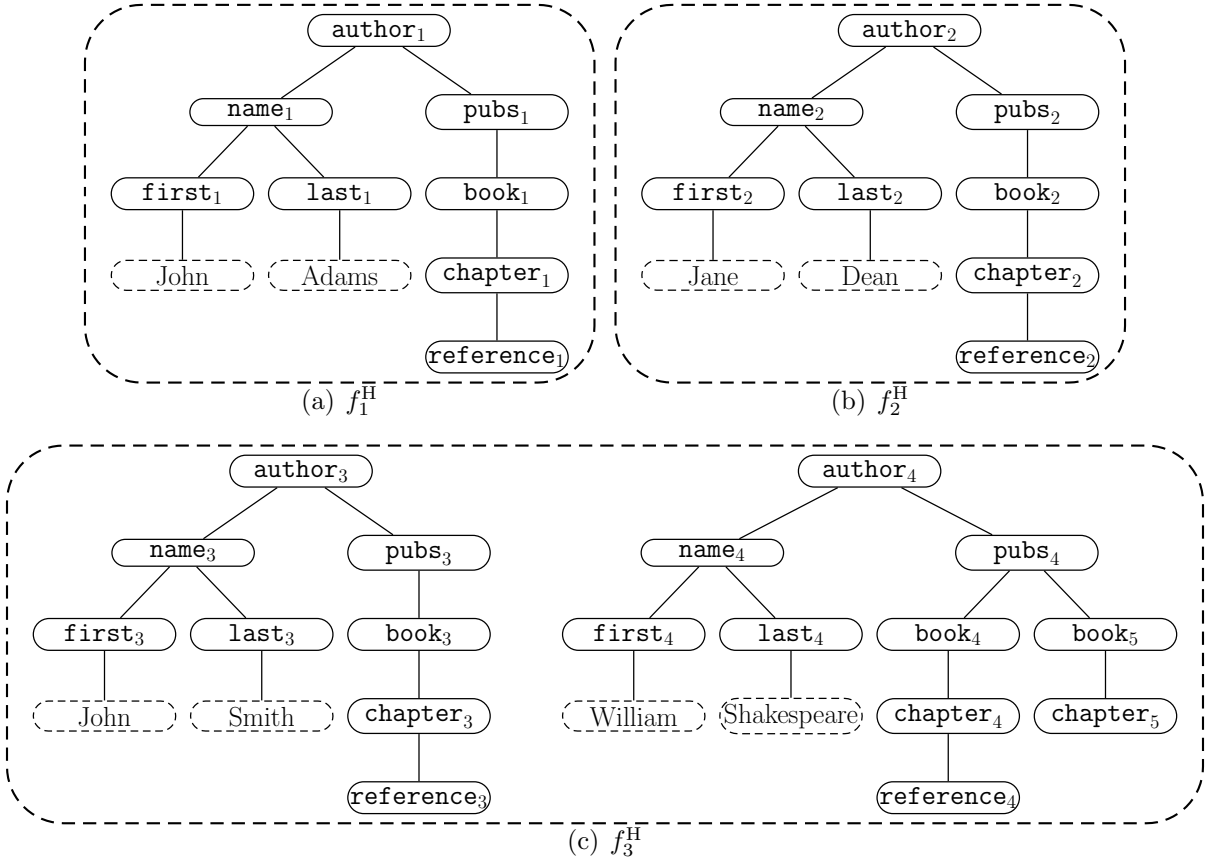 author₁
name₁ pubs₁
first₁ last₁ book₁
John Adams chapter₁
reference₁
(a) f₁ᴴ
author₂
name₂ pubs₂
first₂ last₂ book₂
Jane Dean chapter₂
reference₂
(b) f₂ᴴ
author₃ author₄
name₃ pubs₃ name₄ pubs₄
first₃ last₃ book₃ first₄ last₄ book₄ book₅
John Smith chapter₃ William Shakespeare chapter₄ chapter₅
reference₃ reference₄
(c) f₃ᴴ